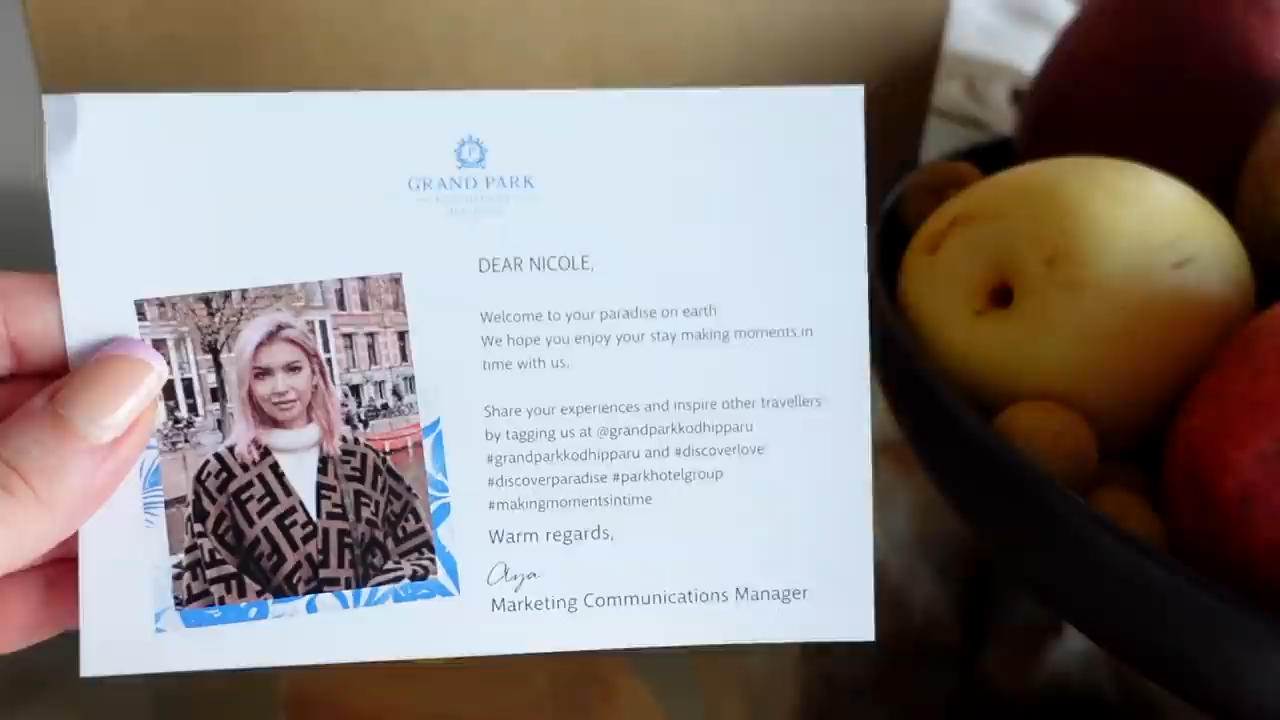 GRAND PARK
DEAR NICOLE,
Welcome to your paradise on earth
We hope you enjoy your stay making moments in
time with us.
Share your experiences and inspire other travellers
by tagging us at @grandparkkodhipparu
#grandparkkodhipparu and #discoverlove
#discoverparadise #parkhotelgroup
#makingmomentsintime
Warm regards,
Aya
Marketing Communications Manager